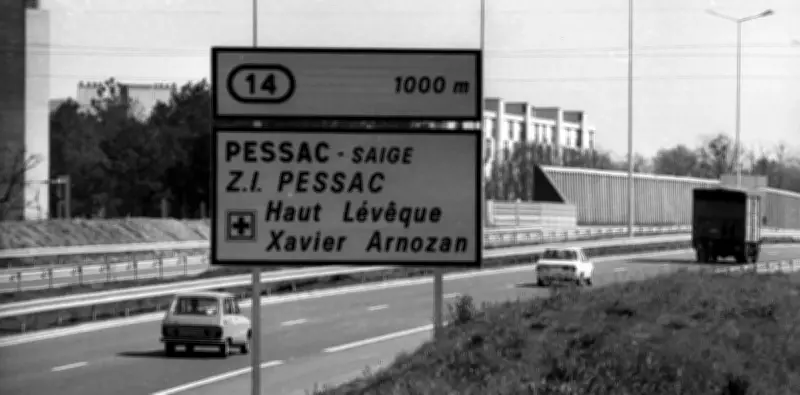 14 1000 m
PESSAC - SAIGE
Z.I. PESSAC
Haut Lévêque
Xavier Arnozan